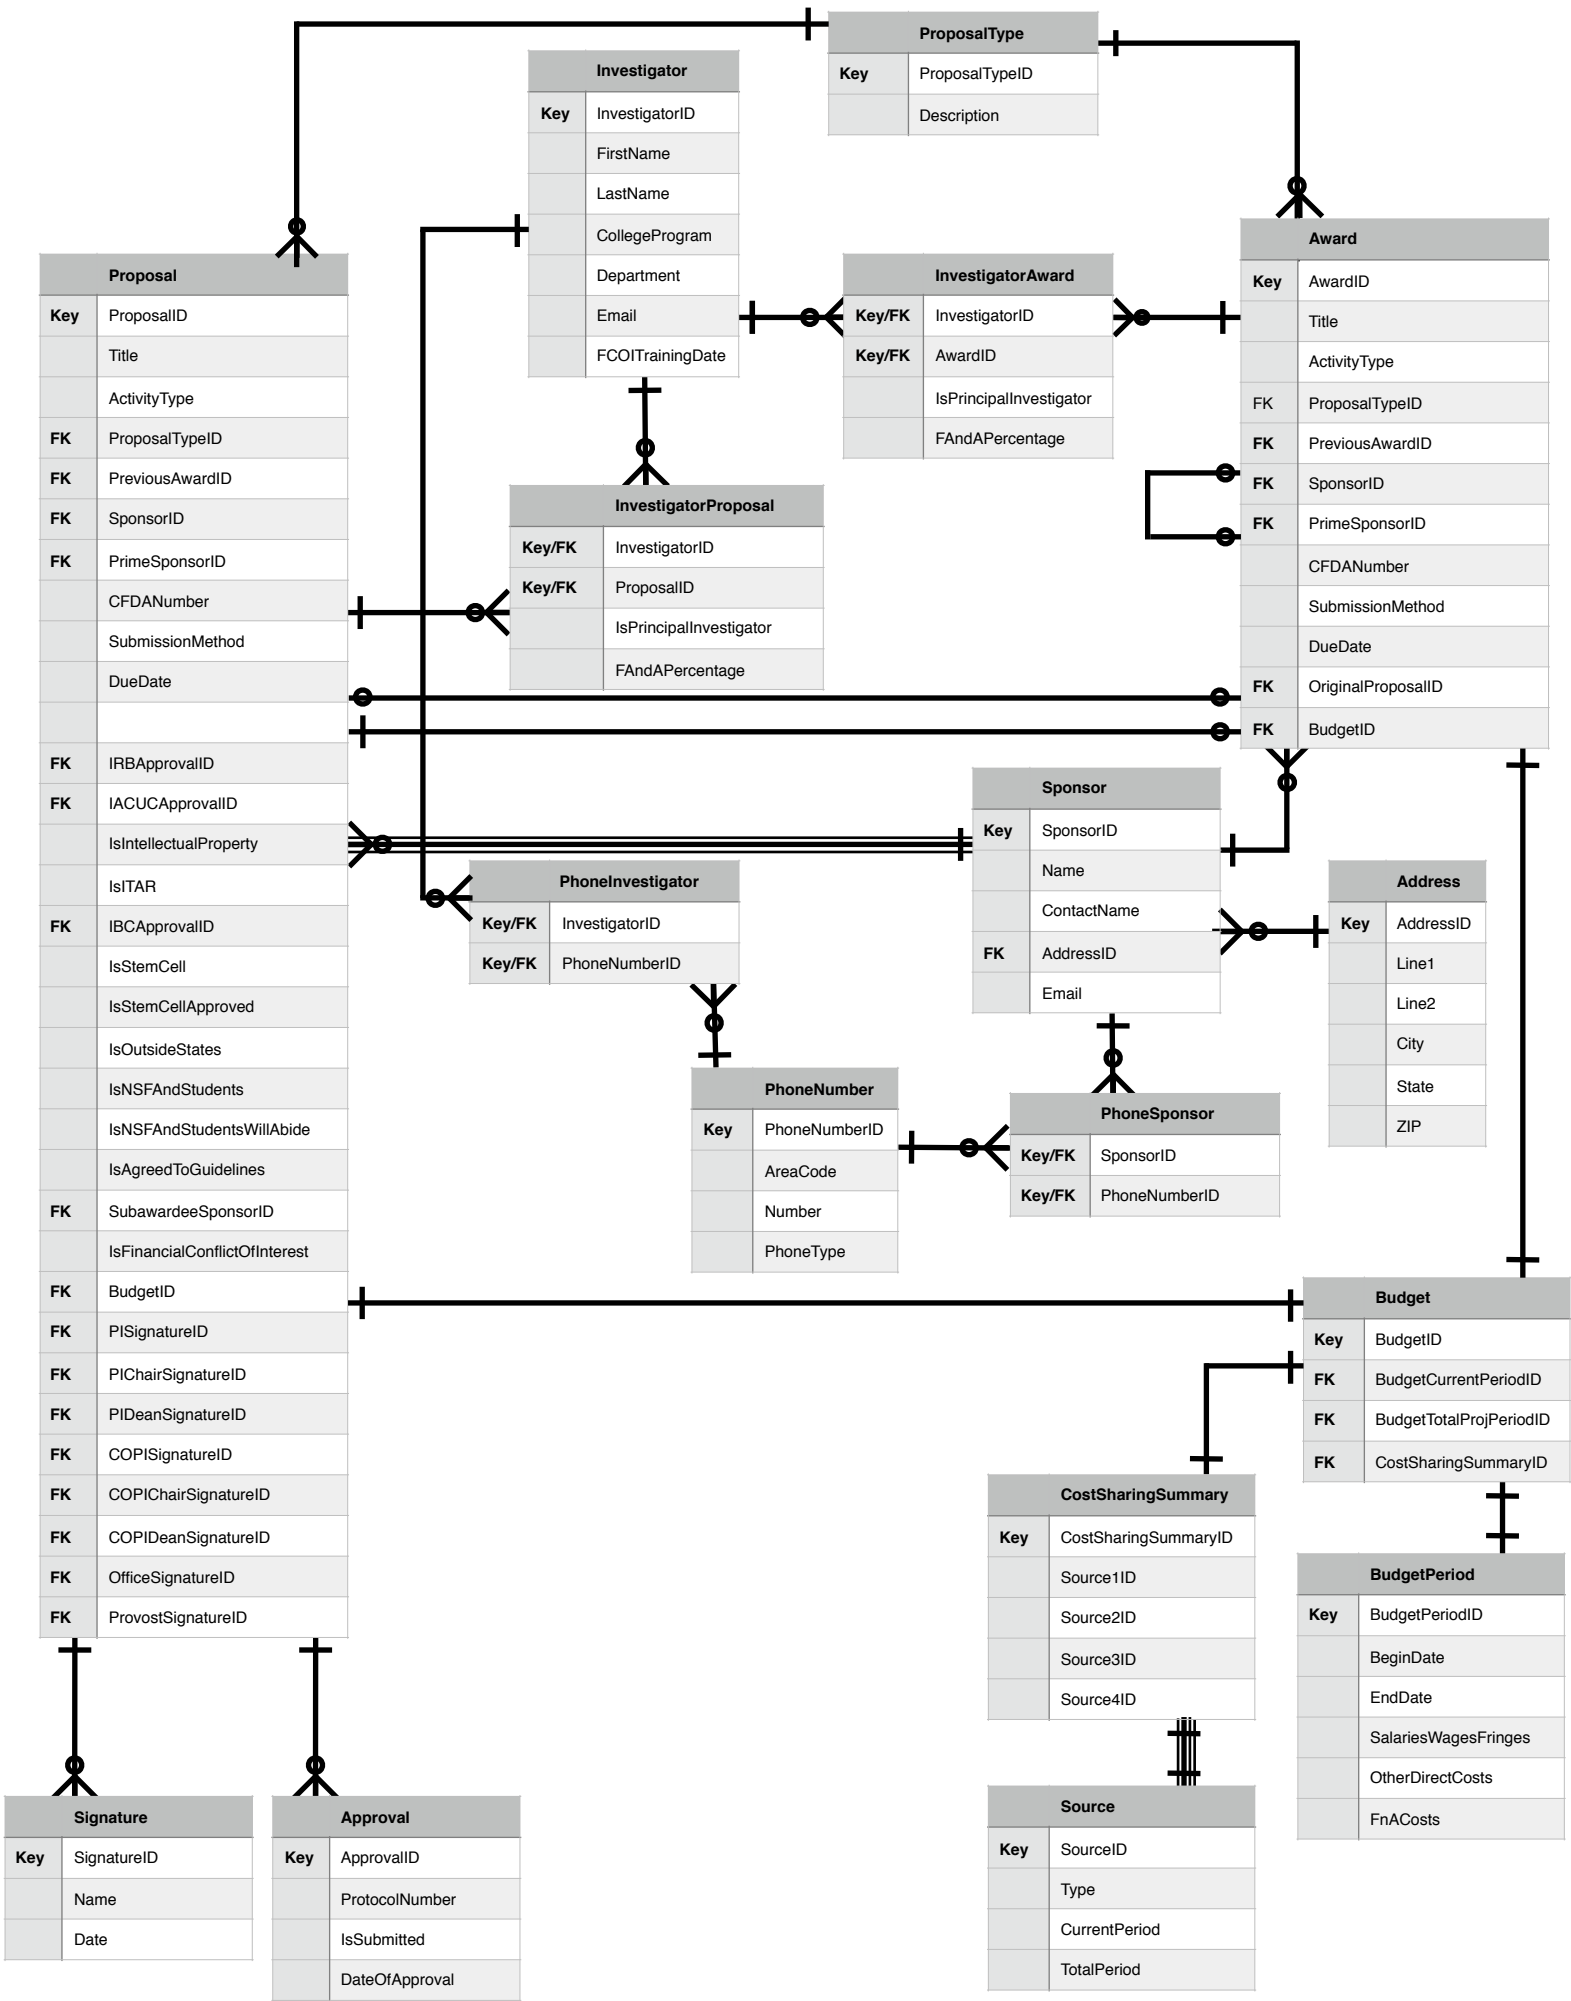 ProposalType
Key ProposalTypeID
Description
Investigator
Key InvestigatorID
FirstName
LastName
CollegeProgram
Department
Email
FCOITrainingDate
InvestigatorAward
Key/FK InvestigatorID
Key/FK AwardID
IsPrincipalInvestigator
FAndAPercentage
Award
Key AwardID
Title
ActivityType
FK ProposalTypeID
FK PreviousAwardID
FK SponsorID
FK PrimeSponsorID
CFDANumber
SubmissionMethod
DueDate
FK OriginalProposalID
FK BudgetID
Proposal
Key ProposalID
Title
ActivityType
FK ProposalTypeID
FK PreviousAwardID
FK SponsorID
FK PrimeSponsorID
CFDANumber
SubmissionMethod
DueDate
FK IRBApprovalID
FK IACUCApprovalID
IsIntellectualProperty
IsITAR
FK IBCApprovalID
IsStemCell
IsStemCellApproved
IsOutsideStates
IsNSFAndStudents
IsNSFAndStudentsWillAbide
IsAgreedToGuidelines
FK SubawardeeSponsorID
IsFinancialConflictOfInterest
FK BudgetID
FK PISignatureID
FK PIChairSignatureID
FK PIDeanSignatureID
FK COPISignatureID
FK COPIChairSignatureID
FK COPIDeanSignatureID
FK OfficeSignatureID
FK ProvostSignatureID
InvestigatorProposal
Key/FK InvestigatorID
Key/FK ProposalID
IsPrincipalInvestigator
FAndAPercentage
Sponsor
Key SponsorID
Name
ContactName
FK AddressID
Email
Address
Key AddressID
Line1
Line2
City
State
ZIP
PhoneInvestigator
Key/FK InvestigatorID
Key/FK PhoneNumberID
PhoneNumber
Key PhoneNumberID
AreaCode
Number
PhoneType
PhoneSponsor
Key/FK SponsorID
Key/FK PhoneNumberID
Budget
Key BudgetID
FK BudgetCurrentPeriodID
FK BudgetTotalProjPeriodID
FK CostSharingSummaryID
CostSharingSummary
Key CostSharingSummaryID
Source1ID
Source2ID
Source3ID
Source4ID
BudgetPeriod
Key BudgetPeriodID
BeginDate
EndDate
SalariesWagesFringes
OtherDirectCosts
FnACosts
Signature
Key SignatureID
Name
Date
Approval
Key ApprovalID
ProtocolNumber
IsSubmitted
DateOfApproval
Source
Key SourceID
Type
CurrentPeriod
TotalPeriod